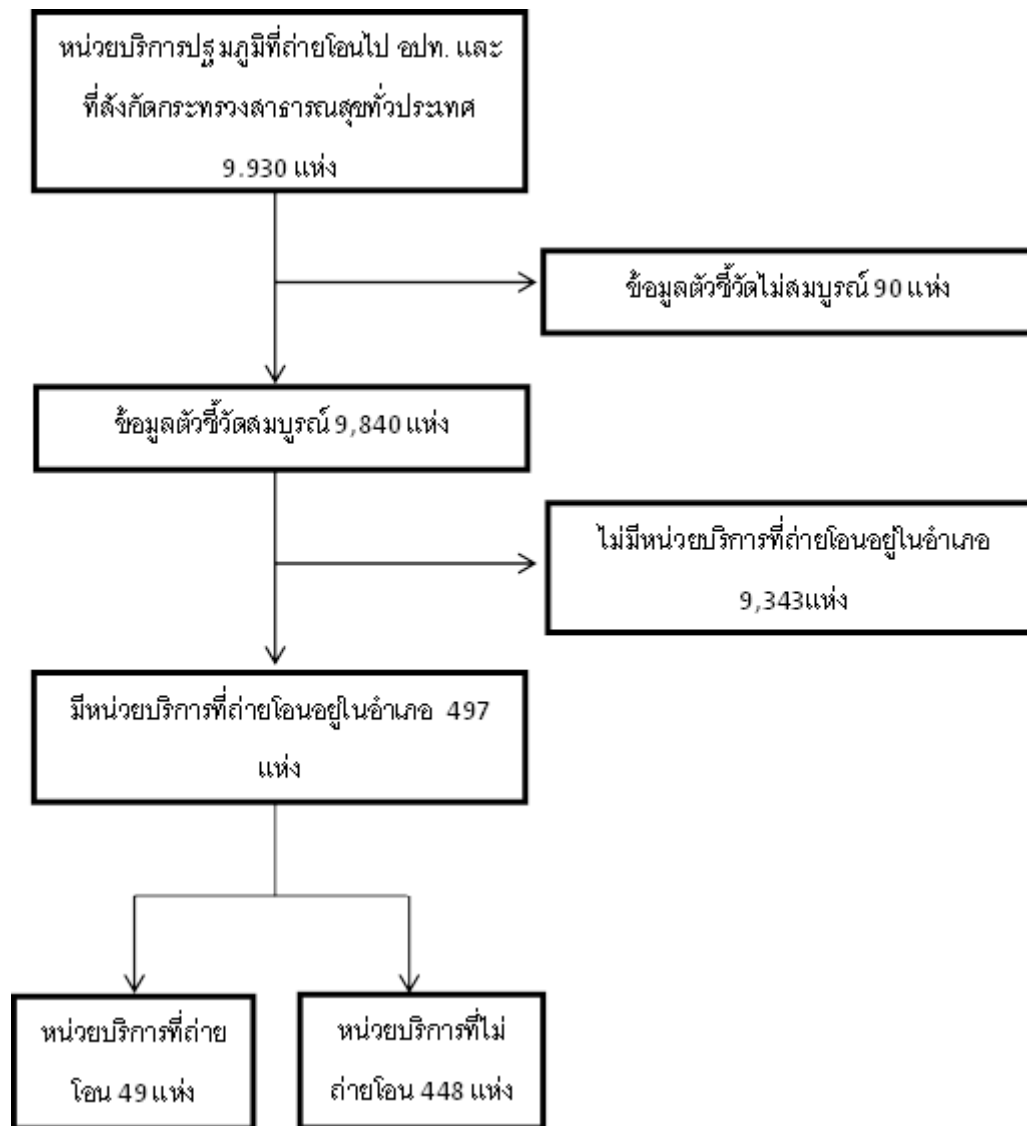 หน่วยบริการปฐมภูมิที่ถ่ายโอนไป อปท. และ
ที่สังกัดกระทรวงสาธารณสุขทั่วประเทศ
9.930 แห่ง
ข้อมูลตัวชี้วัดไม่สมบูรณ์ 90 แห่ง
ข้อมูลตัวชี้วัดสมบูรณ์ 9,840 แห่ง
ไม่มีหน่วยบริการที่ถ่ายโอนอยู่ในอำเภอ
9,343แห่ง
มีหน่วยบริการที่ถ่ายโอนอยู่ในอำเภอ 497
แห่ง
หน่วยบริการที่ถ่าย
โอน 49 แห่ง
หน่วยบริการที่ไม่
ถ่ายโอน 448 แห่ง